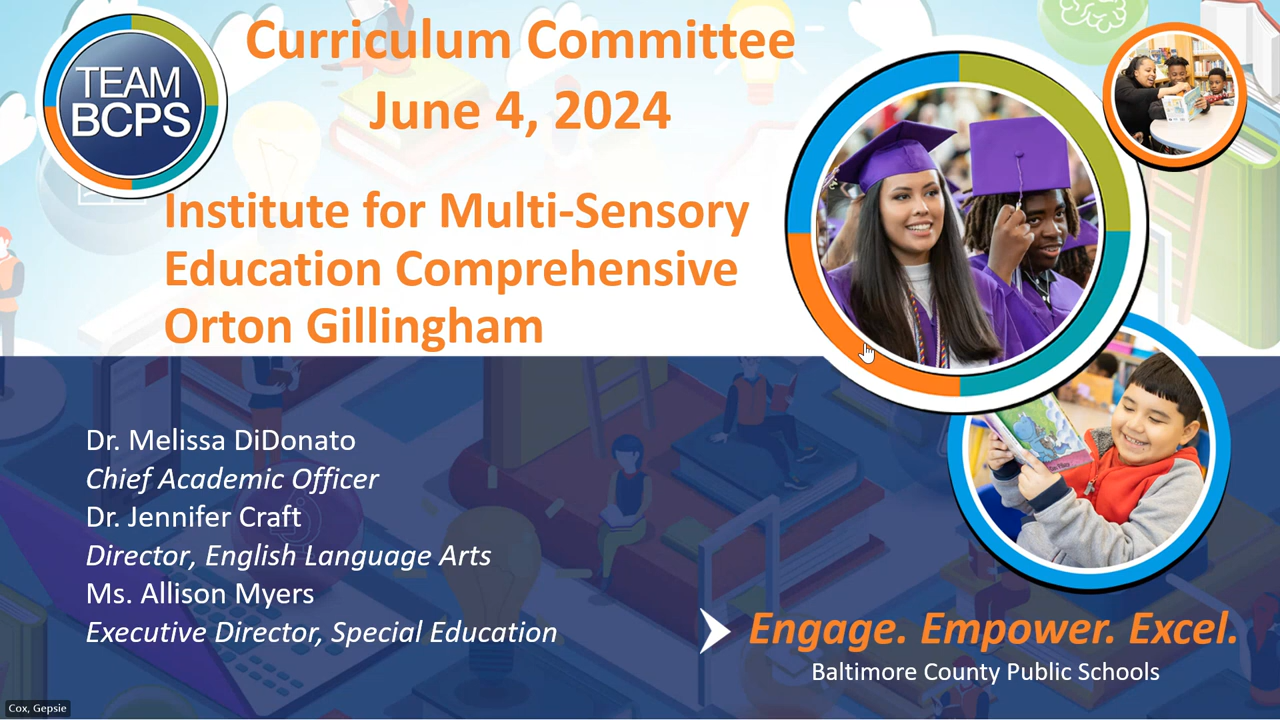 TEAM
BCPS
Curriculum Committee
June 4, 2024
Institute for Multi-Sensory
Education Comprehensive
Orton Gillingham
Dr. Melissa DiDonato
Chief Academic Officer
Dr. Jennifer Craft
Director, English Language Arts
Ms. Allison Myers
Executive Director, Special Education
Engage. Empower. Excel.
Baltimore County Public Schools
Cox, Gepsie